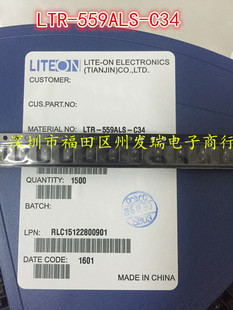 LTR-559ALS-C34
LITEON
LITE-ON ELECTRONICS
(TIANJIN)CO.,LTD.
CUSTOMER:
CUS.PART.NO:
MATERIAL NO: LTR-559ALS-C34
深圳市福田区州发瑞电子商行
QUANTITY: 1500
BATCH:
LPN: RLC15122800901
DATE CODE: 1601
MADE IN CHINA